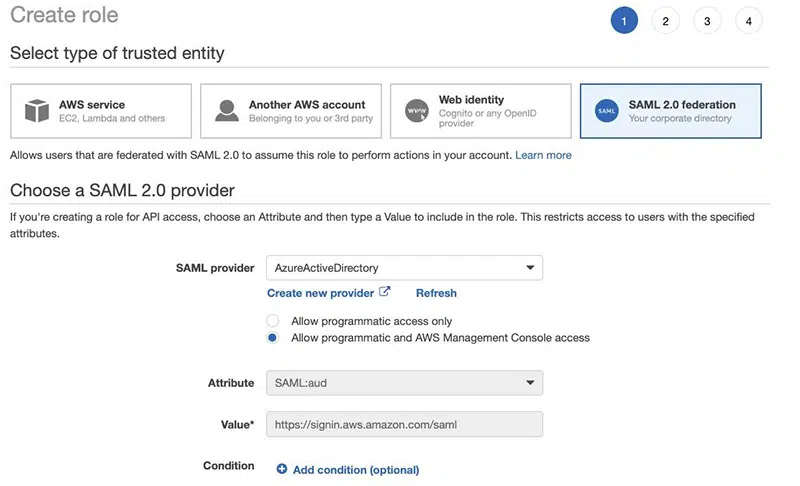 Create role
1 2 3 4
Select type of trusted entity
AWS service
EC2, Lambda and others
Another AWS account
Belonging to you or 3rd party
www
Web identity
Cognito or any OpenID
provider
SAML
SAML 2.0 federation
Your corporate directory
Allows users that are federated with SAML 2.0 to assume this role to perform actions in your account. Learn more
Choose a SAML 2.0 provider
If you're creating a role for API access, choose an Attribute and then type a Value to include in the role. This restricts access to users with the specified
attributes.
SAML provider AzureActiveDirectory
Create new provider Refresh
Allow programmatic access only
Allow programmatic and AWS Management Console access
Attribute SAML:aud
Value* https://signin.aws.amazon.com/saml
Condition Add condition (optional)